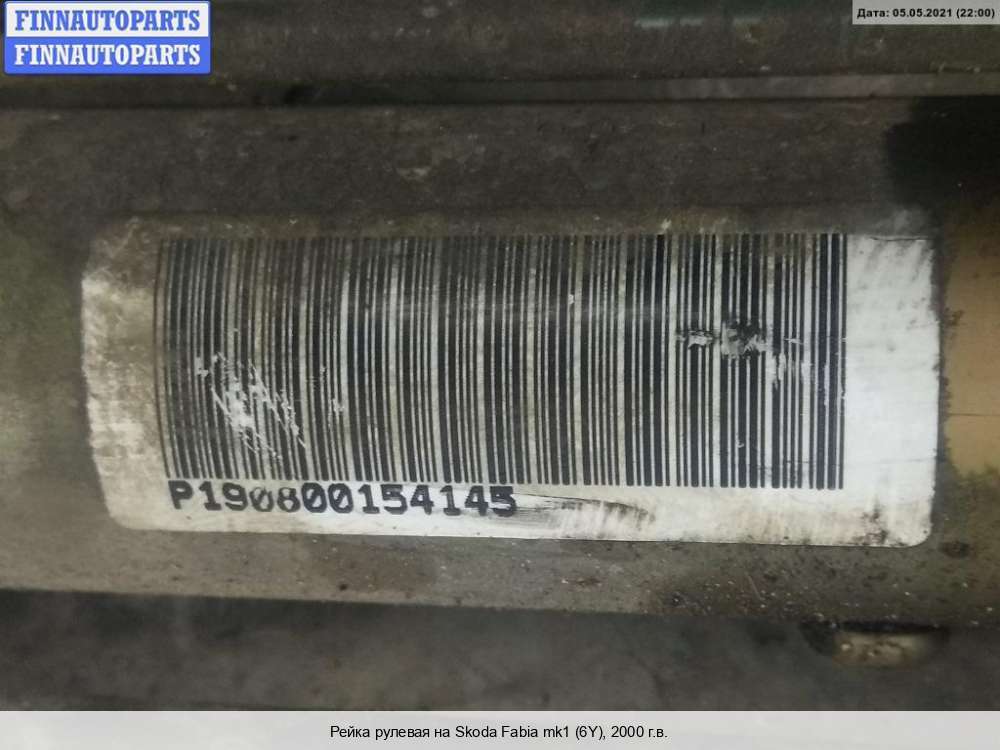 FINNAUTOPARTS
FINNAUTOPARTS
Дата: 05.05.2021 (22:00)
P190800154145
Рейка рулевая на Skoda Fabia mk1 (6Y), 2000 г.в.